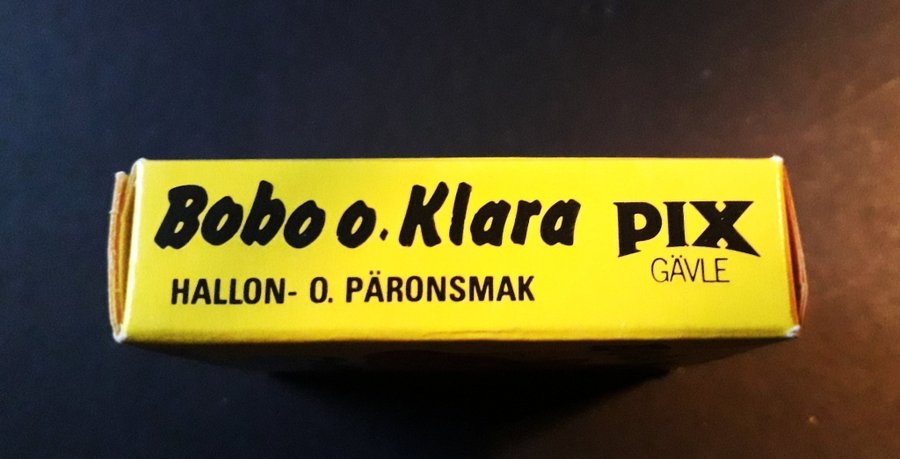 Bobo o. Klara
HALLON- O. PÄRONSMAK
PIX
GÄVLE